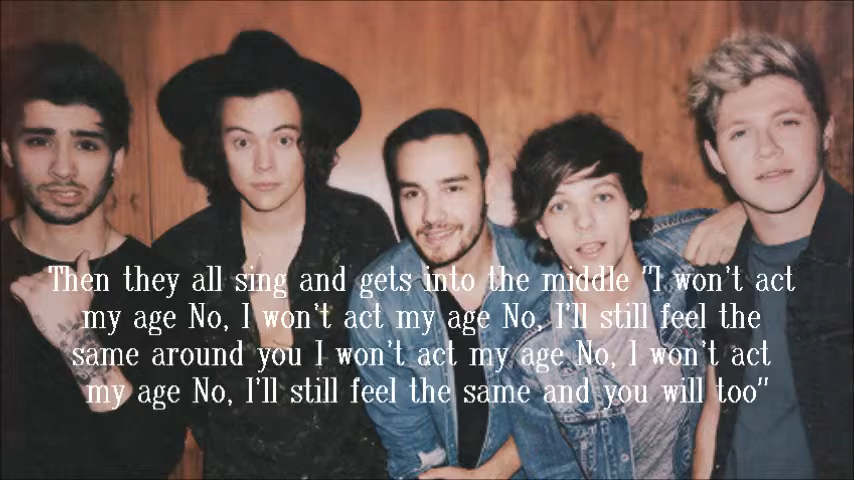 Then they all sing and gets into the middle "I won't act
my age No, I won't act my age No, I'll still feel the
same around you I won't act my age No, I won't act
my age No, I'll still feel the same and you will too"